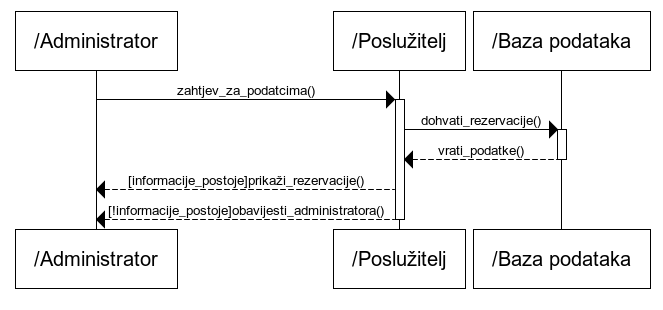 /Administrator
/Poslužitelj
/Baza podataka
zahtjev_za_podatcima()
dohvati_rezervacije()
vrati_podatke()
[informacije_postoje]prikaži_rezervacije()
[!informacije_postoje]obavijesti_administratora()
/Administrator
/Poslužitelj
/Baza podataka